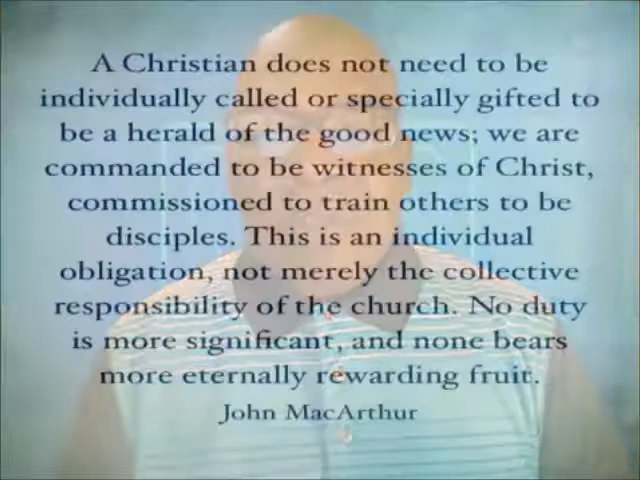 A Christian does not need to be
individually called or specially gifted to
be a herald of the good news; we are
commanded to be witnesses of Christ,
commissioned to train others to be
disciples. This is an individual
obligation, not merely the collective
responsibility of the church. No duty
is more significant, and none bears
more eternally rewarding fruit.
John MacArthur